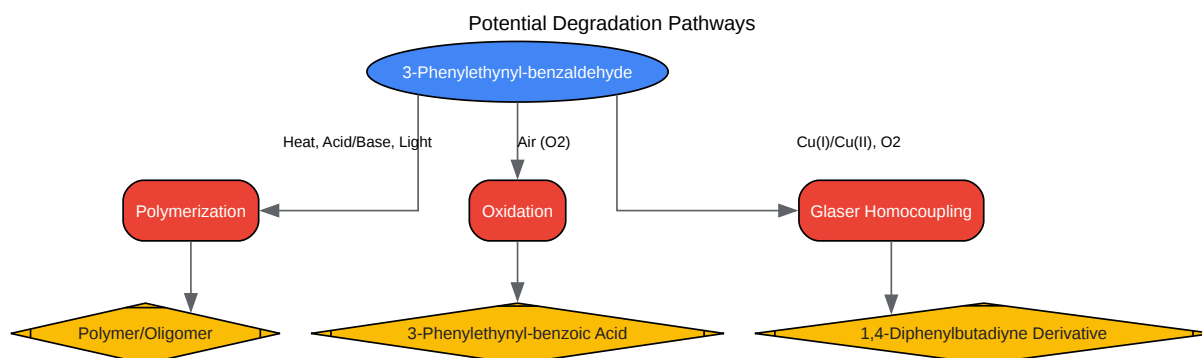 Potential Degradation Pathways
3-Phenylethynyl-benzaldehyde
Heat, Acid/Base, Light
Air (O2)
Cu(I)/Cu(II), O2
Polymerization
Oxidation
Glaser Homocoupling
Polymer/Oligomer
3-Phenylethynyl-benzoic Acid
1,4-Diphenylbutadiyne Derivative